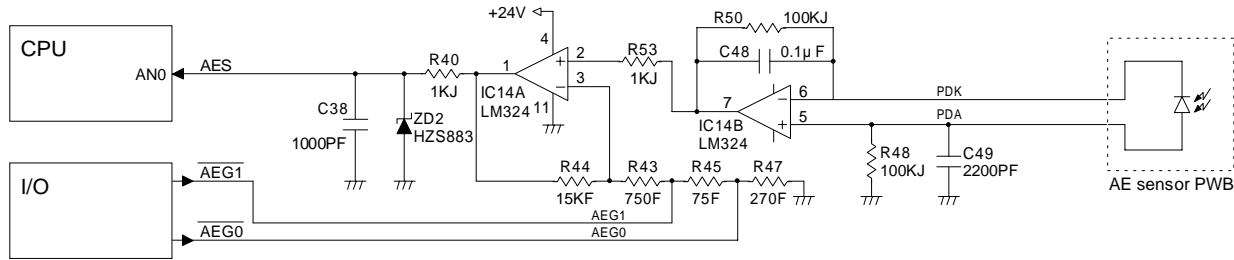 CPU
AN0
AES
R40
1KJ
C38
1000PF
ZD2
HZS883
+24V
4
1
2
3
11
IC14A
LM324
R53
1KJ
R50
100KJ
C48
0.1µ F
7
6
5
IC14B
LM324
PDK
PDA
R48
100KJ
C49
2200PF
AE sensor PWB
I/O
AEG1
AEG0
R44
15KF
R43
750F
R45
75F
R47
270F
AEG1
AEG0
+
−
−
+